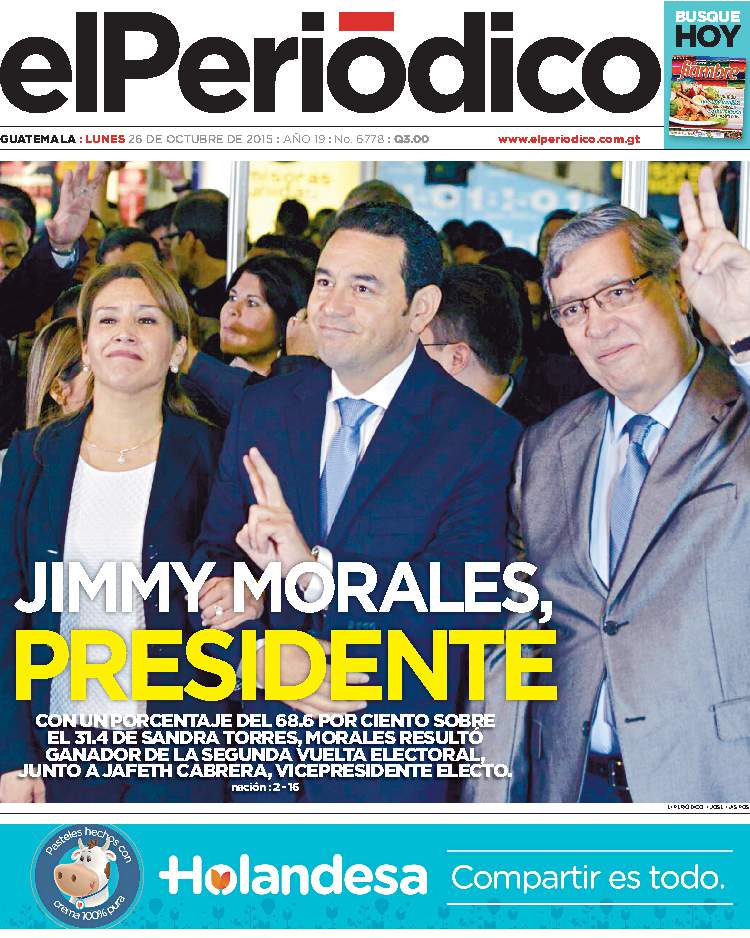 elPeriódico
BUSQUE
HOY
fiambre
GUATEMALA : LUNES 26 DE OCTUBRE DE 2015 : AÑO 19 : No. 6778 : Q3.00
www.elperiodico.com.gt
JIMMY MORALES,
PRESIDENTE
CON UN PORCENTAJE DEL 68.6 POR CIENTO SOBRE
EL 31.4 DE SANDRA TORRES, MORALES RESULTÓ
GANADOR DE LA SEGUNDA VUELTA ELECTORAL,
JUNTO A JAFETH CABRERA, VICEPRESIDENTE ELECTO.
nación : 2 - 16
Pasteles hechos con
crema 100% pura
Holandesa
Compartir es todo.